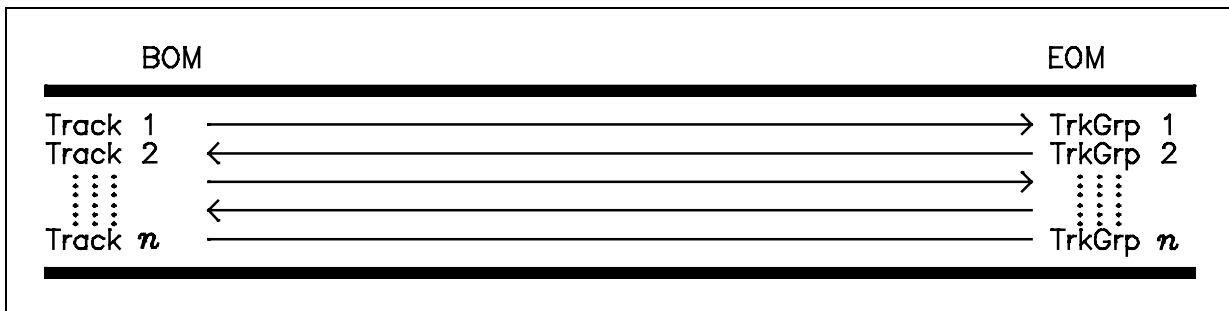 BOM EOM
Track 1 TrkGrp 1
Track 2 TrkGrp 2
Track n TrkGrp n